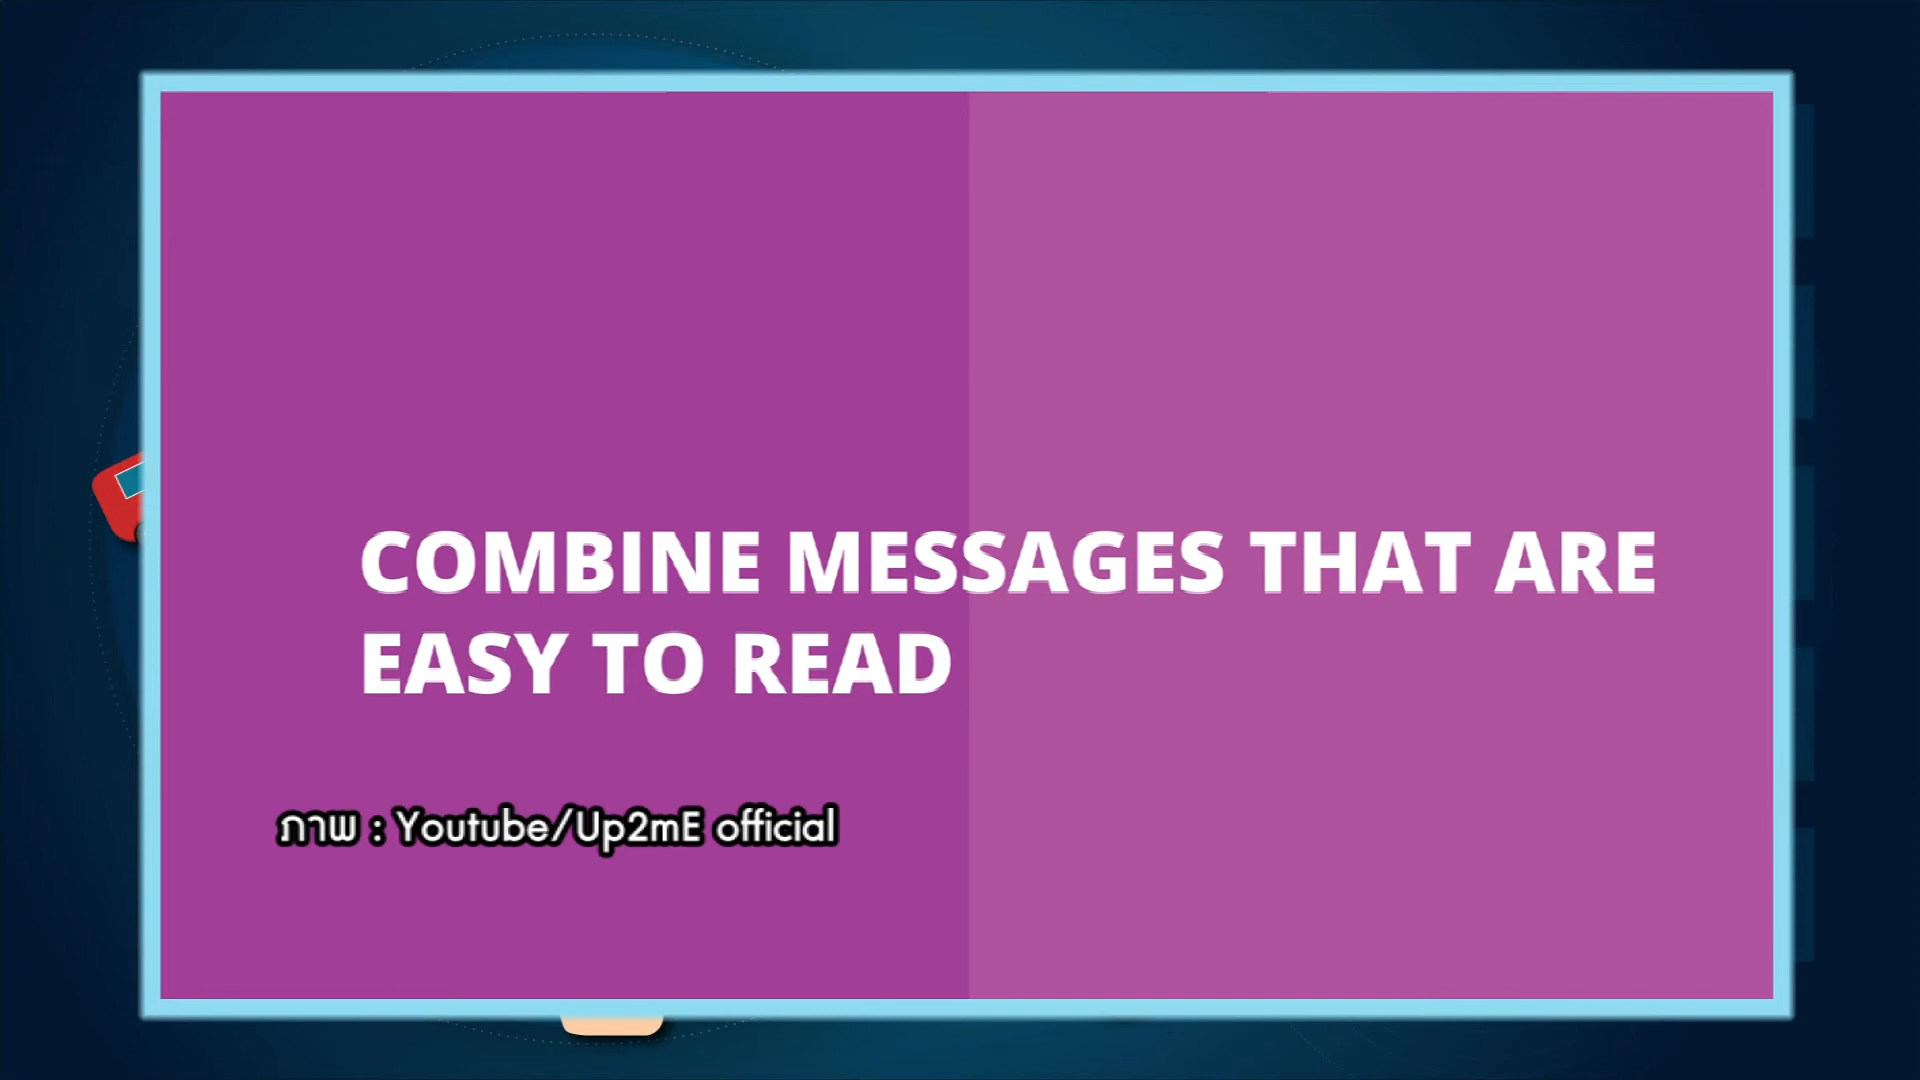 COMBINE MESSAGES THAT ARE
EASY TO READ
ภาพ : Youtube/Up2mE official